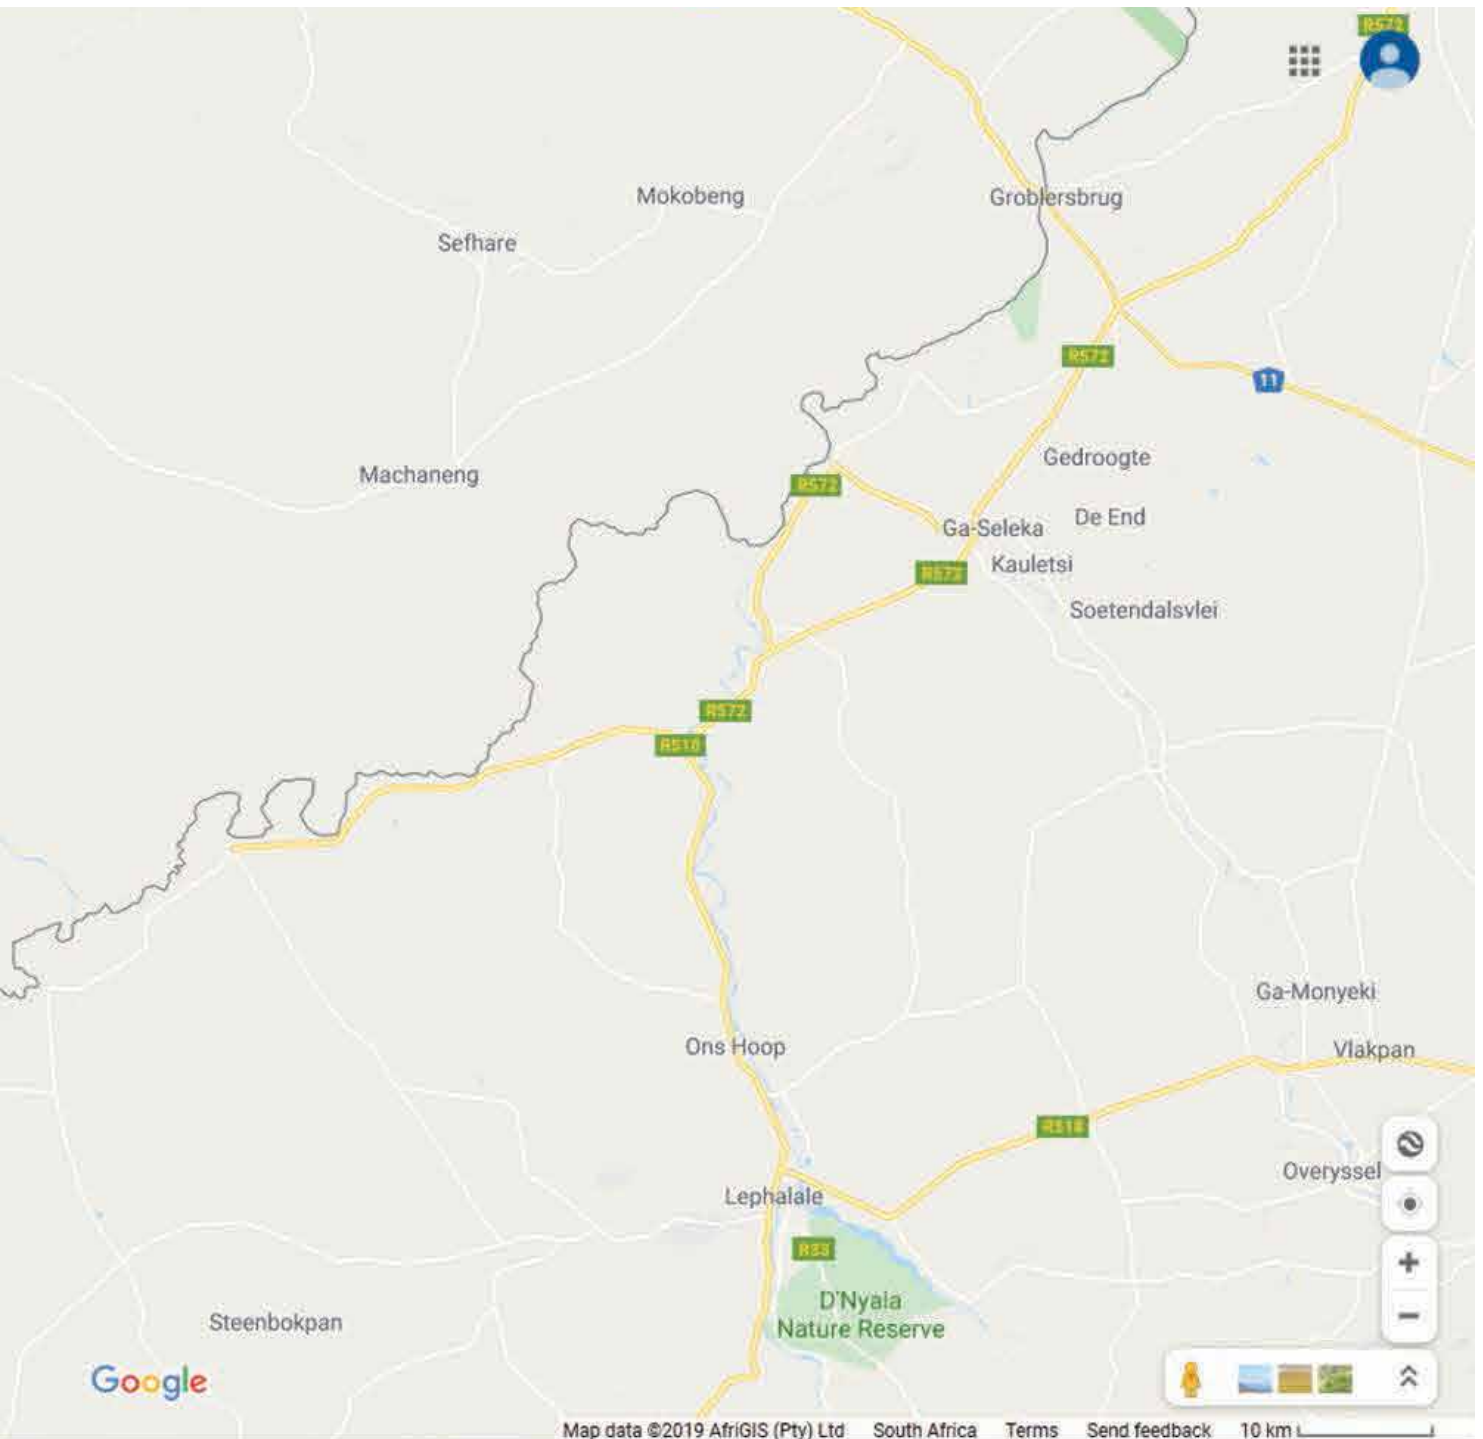 R572
Mokobeng
Groblersbrug
Sefhare
R572
11
Gedroogte
Machaneng
R572
De End
Ga-Seleka
Kauletsi
R572
Soetendalsvlei
R572
R510
Ga-Monyeki
Ons Hoop
Vlakpan
R518
Overyssel
Lephalale
R33
D'Nyala
Nature Reserve
Steenbokpan
Google
Map data ©2019 AfriGIS (Pty) Ltd South Africa Terms Send feedback 10 km